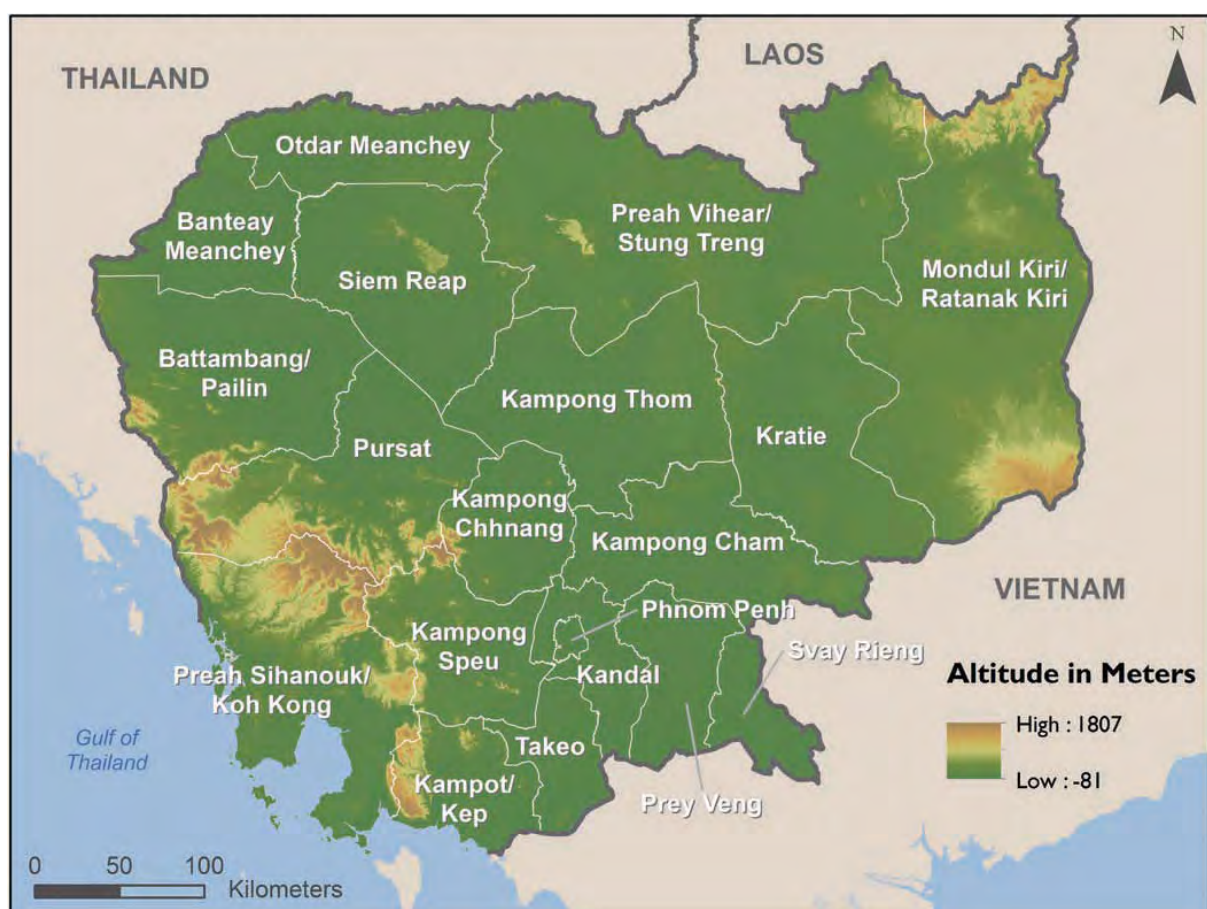 THAILAND
LAOS
N
Otdar Meanchey
Banteay
Meanchey
Siem Reap
Preah Vihear/
Stung Treng
Mondul Kiri/
Ratanak Kiri
Battambang/
Pailin
Kampong Thom
Kratie
Pursat
Kampong
Chhnang
Kampong Cham
VIETNAM
Phnom Penh
Kampong
Speu
Svay Rieng
Kandal
Preah Sihanouk/
Koh Kong
Altitude in Meters
High : 1807
Low : -81
Gulf of
Thailand
Takeo
Kampot/
Kep
Prey Veng
0 50 100
Kilometers